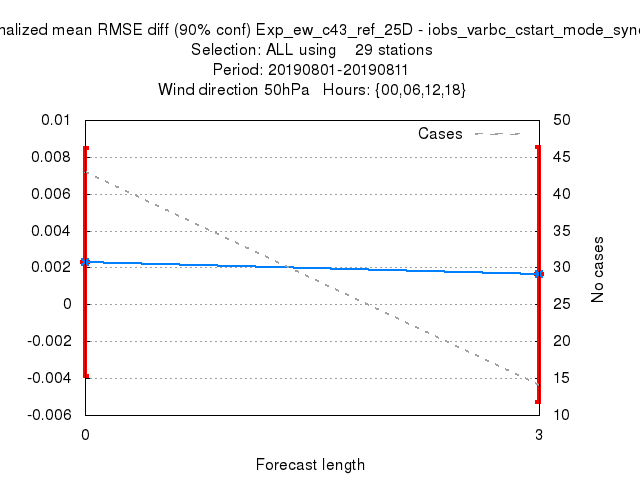 nalized mean RMSE diff (90% conf) Exp_ew_c43_ref_25D - iobs_varbc_cstart_mode_syn
Selection: ALL using 29 stations
Period: 20190801-20190811
Wind direction 50hPa Hours: {00,06,12,18}
0.01
0.008
0.006
0.004
0.002
0
-0.002
-0.004
-0.006
Cases
50
45
40
35
30
25
20
15
10
No cases
0
3
Forecast length